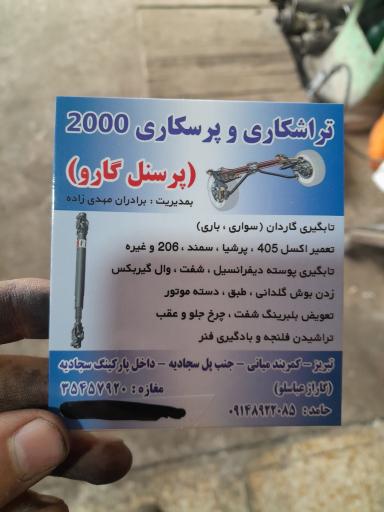 تراشکاری و پرسکاری 2000
(پرسنل گارو)
بمدیریت : برادران مهدی زاده
تابگیری گاردان (سواری ، باری)
تعمیر اکسل 405 ، پرشیا ، سمند ، 206 و غیره
تابگیری پوسته دیفرانسیل ، شفت ، وال گیربکس
زدن بوش گلدانی ، طبق ، دسته موتور
تعویض بلبرینگ شفت ، چرخ جلو و عقب
تراشیدن فلنجه و بادگیری فنر
تبریز – کمربند میانی – جنب پل سجادیه – داخل پارکینگ سجادیه
(گاراژ عباسلو) مغازه : ۳۵۴۵۷۹۲۰
حامد: ۰۹۱۴۸۹۲۲۰۸۵